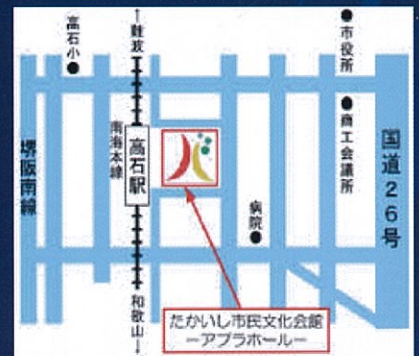 ↑難波
高石小
市役所
商工会議所
国道26号
堺阪南線
南海本線
高石駅
病院
和歌山↓
たかいし市民文化会館
ーアプラホールー